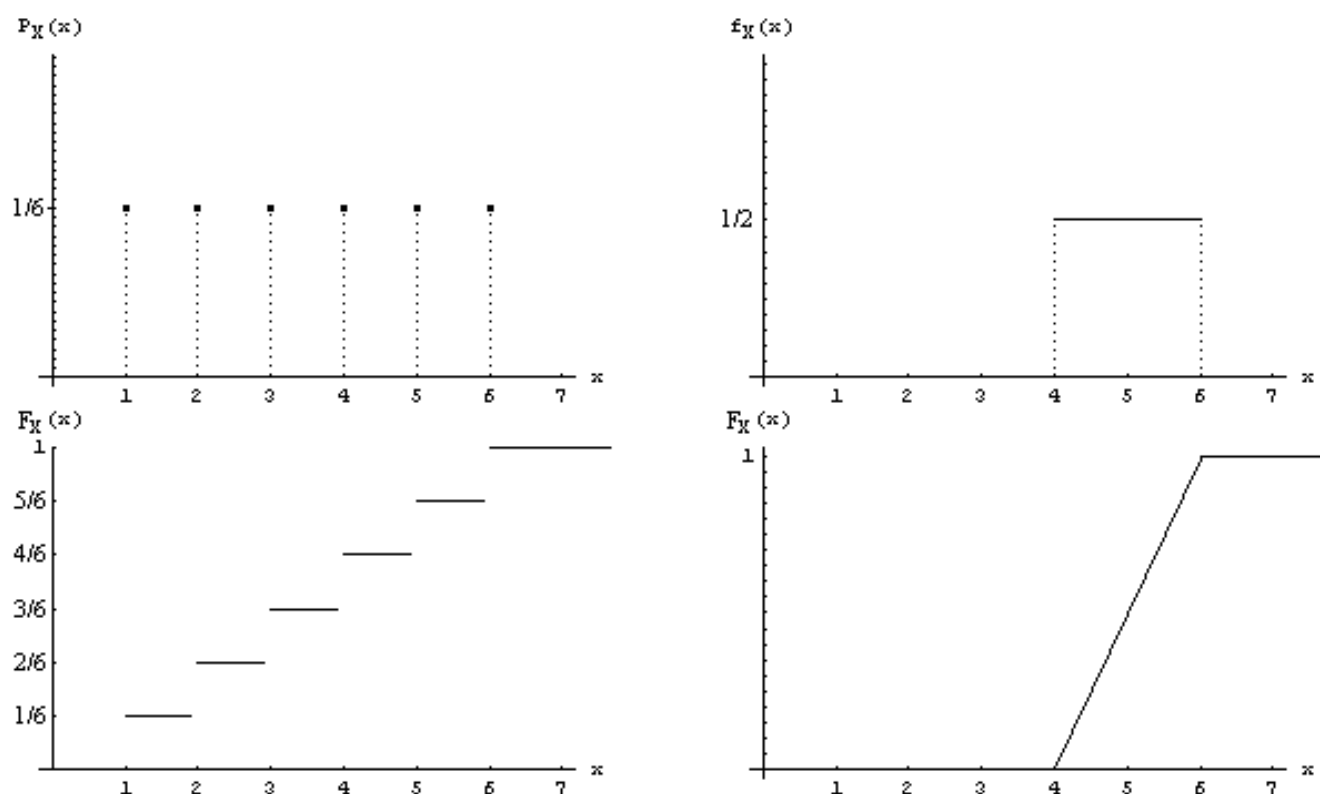 P_X(x)
1/6
1 2 3 4 5 6 7 x
f_X(x)
1/2
1 2 3 4 5 6 7 x
F_X(x)
1
5/6
4/6
3/6
2/6
1/6
1 2 3 4 5 6 7 x
F_X(x)
1
1 2 3 4 5 6 7 x